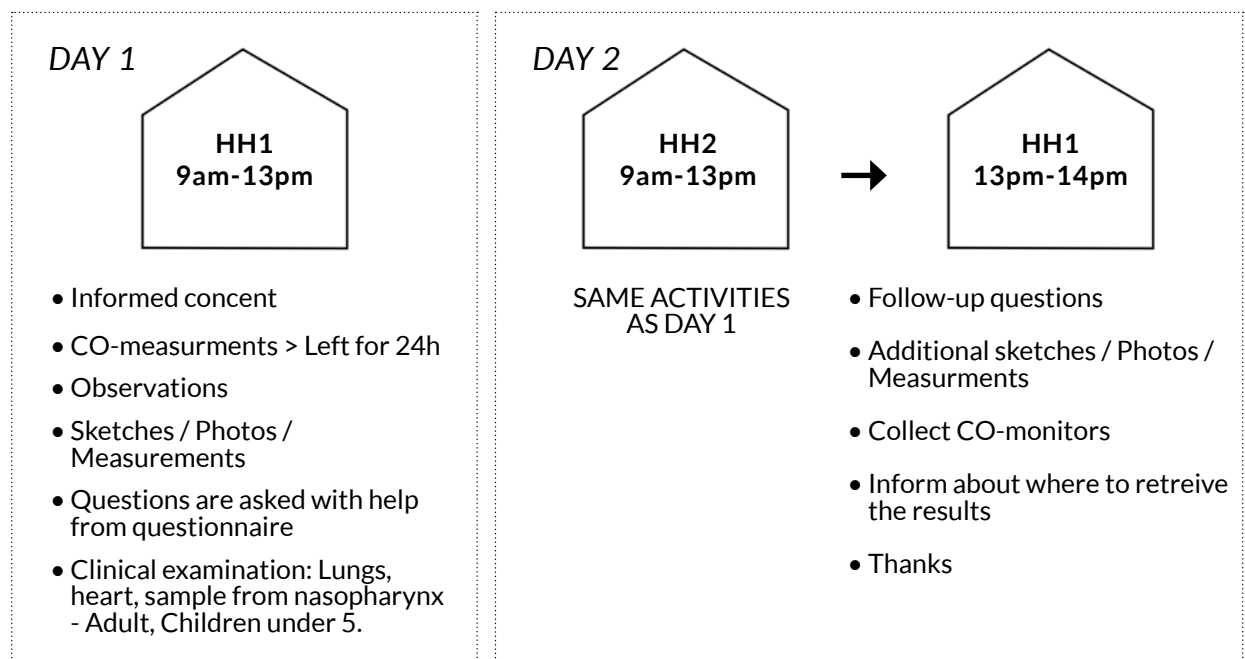 DAY 1
HH1
9am-13pm
• Informed concent
• CO-measurments > Left for 24h
• Observations
• Sketches / Photos /
Measurements
• Questions are asked with help
from questionnaire
• Clinical examination: Lungs,
heart, sample from nasopharynx
- Adult, Children under 5.
DAY 2
HH2
9am-13pm
SAME ACTIVITIES
AS DAY 1
HH1
13pm-14pm
• Follow-up questions
• Additional sketches / Photos /
Measurments
• Collect CO-monitors
• Inform about where to retreive
the results
• Thanks